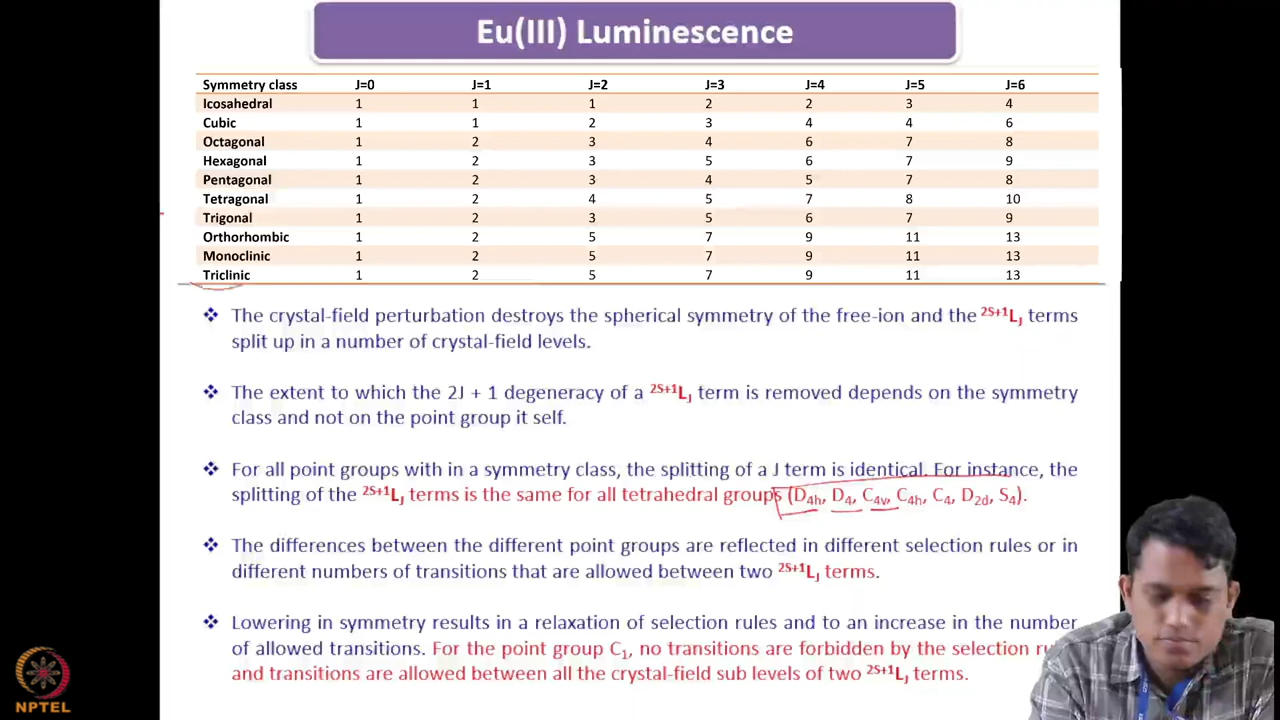 Eu(III) Luminescence
Symmetry class J=0 J=1 J=2 J=3 J=4 J=5 J=6
Icosahedral 1 1 1 2 2 3 4
Cubic 1 1 2 3 4 4 6
Octagonal 1 2 3 4 6 7 8
Hexagonal 1 2 3 5 6 7 9
Pentagonal 1 2 3 4 5 7 8
Tetragonal 1 2 4 5 7 8 10
Trigonal 1 2 3 5 6 7 9
Orthorhombic 1 2 5 7 9 11 13
Monoclinic 1 2 5 7 9 11 13
Triclinic 1 2 5 7 9 11 13
❖ The crystal-field perturbation destroys the spherical symmetry of the free-ion and the 2S+1LJ terms
split up in a number of crystal-field levels.
❖ The extent to which the 2J + 1 degeneracy of a 2S+1LJ term is removed depends on the symmetry
class and not on the point group it self.
❖ For all point groups with in a symmetry class, the splitting of a J term is identical. For instance, the
splitting of the 2S+1LJ terms is the same for all tetrahedral groups (D4h, D4, C4v, C4h, C4, D2d, S4).
❖ The differences between the different point groups are reflected in different selection rules or in
different numbers of transitions that are allowed between two 2S+1LJ terms.
❖ Lowering in symmetry results in a relaxation of selection rules and to an increase in the number
of allowed transitions. For the point group C1, no transitions are forbidden by the selection
and transitions are allowed between all the crystal-field sub levels of two 2S+1LJ terms.
NPTEL